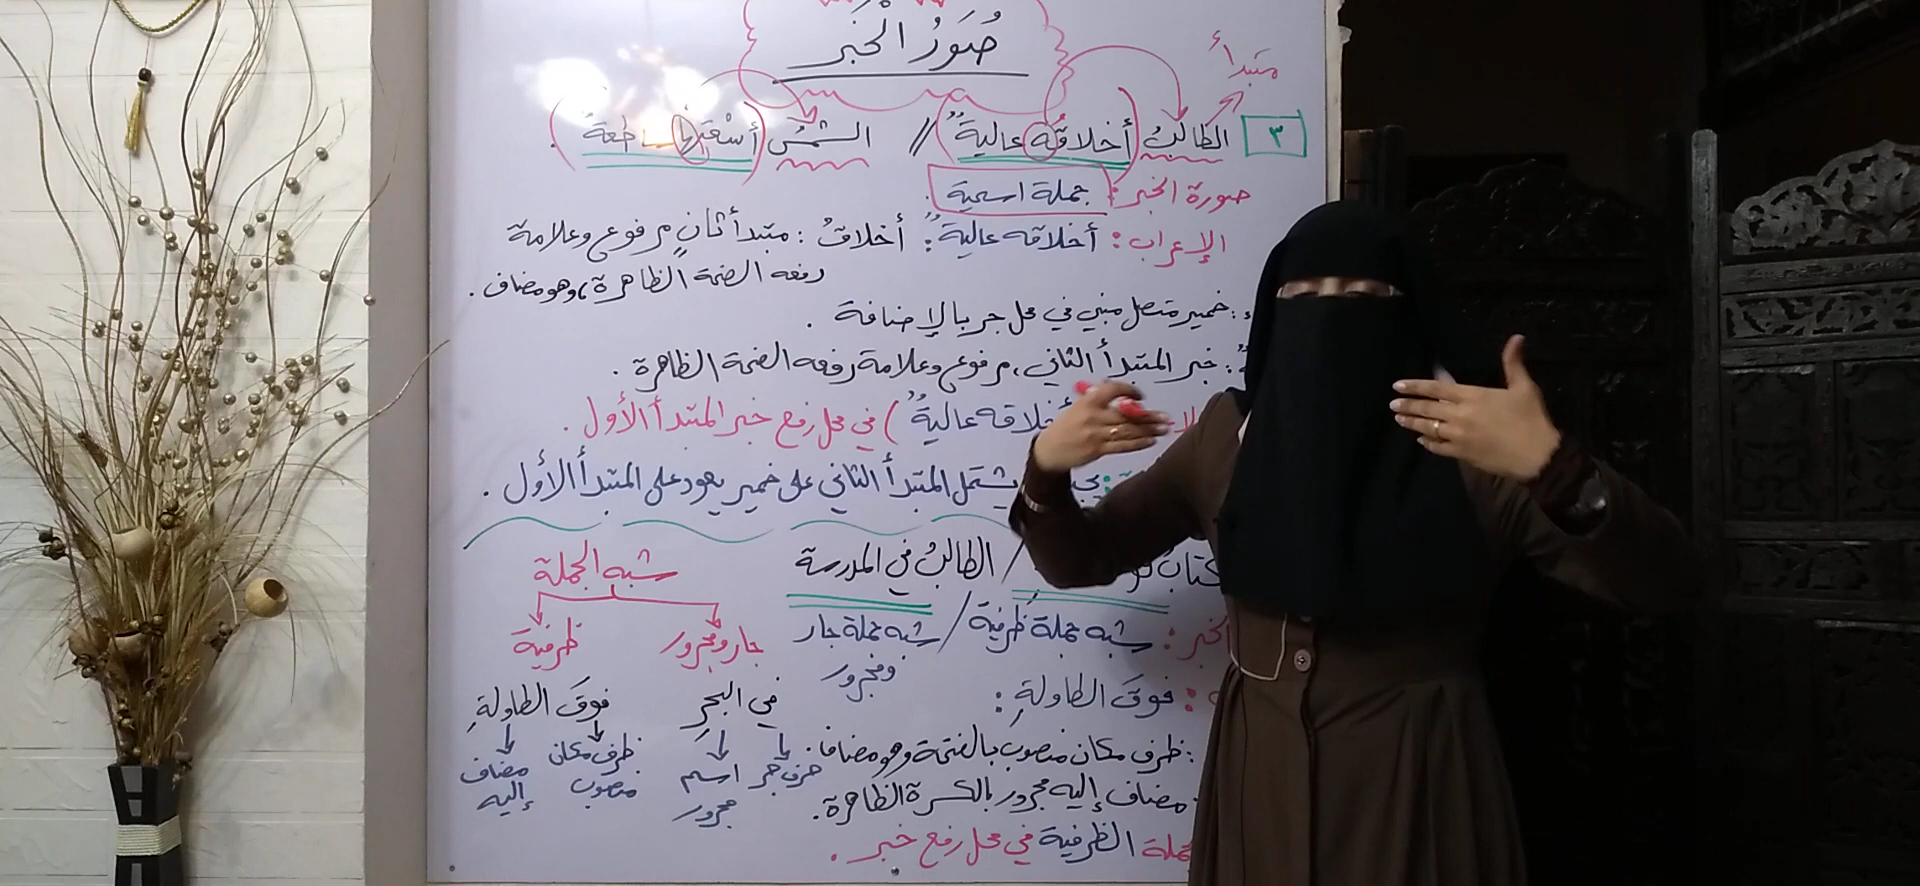 صُوَرُ الْخَبَر
مبتدأ
٣ الطالبُ (أخلاقُه عاليةٌ) // الشمسُ (أشعتُها ساطعةٌ).
صورة الخبر: جملة اسمية.
الإعراب: أخلاقه عاليةٌ: أخلاقُ: مبتدأ ثانٍ مرفوع وعلامة
رفعه الضمة الظاهرة، وهو مضاف.
ضمير متصل مبني في محل جر بالإضافة.
خبر المبتدأ الثاني، مرفوع وعلامة رفعه الضمة الظاهرة.
أخلاقه عاليةٌ) في محل رفع خبر المبتدأ الأول.
يشتمل المبتدأ الثاني على ضمير يعود على المبتدأ الأول.
/ الطالبُ في المدرسة
الخبر: شبه جملة ظرفية / شبه جملة جار
ومجرور
: فوقَ الطاولةِ:
: ظرف مكان منصوب بالفتحة وهو مضاف.
: مضاف إليه مجرور بالكسرة الظاهرة.
الظرفية في محل رفع خبر.
شبه الجملة
جار ومجرور
ظرفية
في البحرِ
فوقَ الطاولةِ
حرف جر
اسم مجرور
ظرف مكان منصوب
مضاف إليه